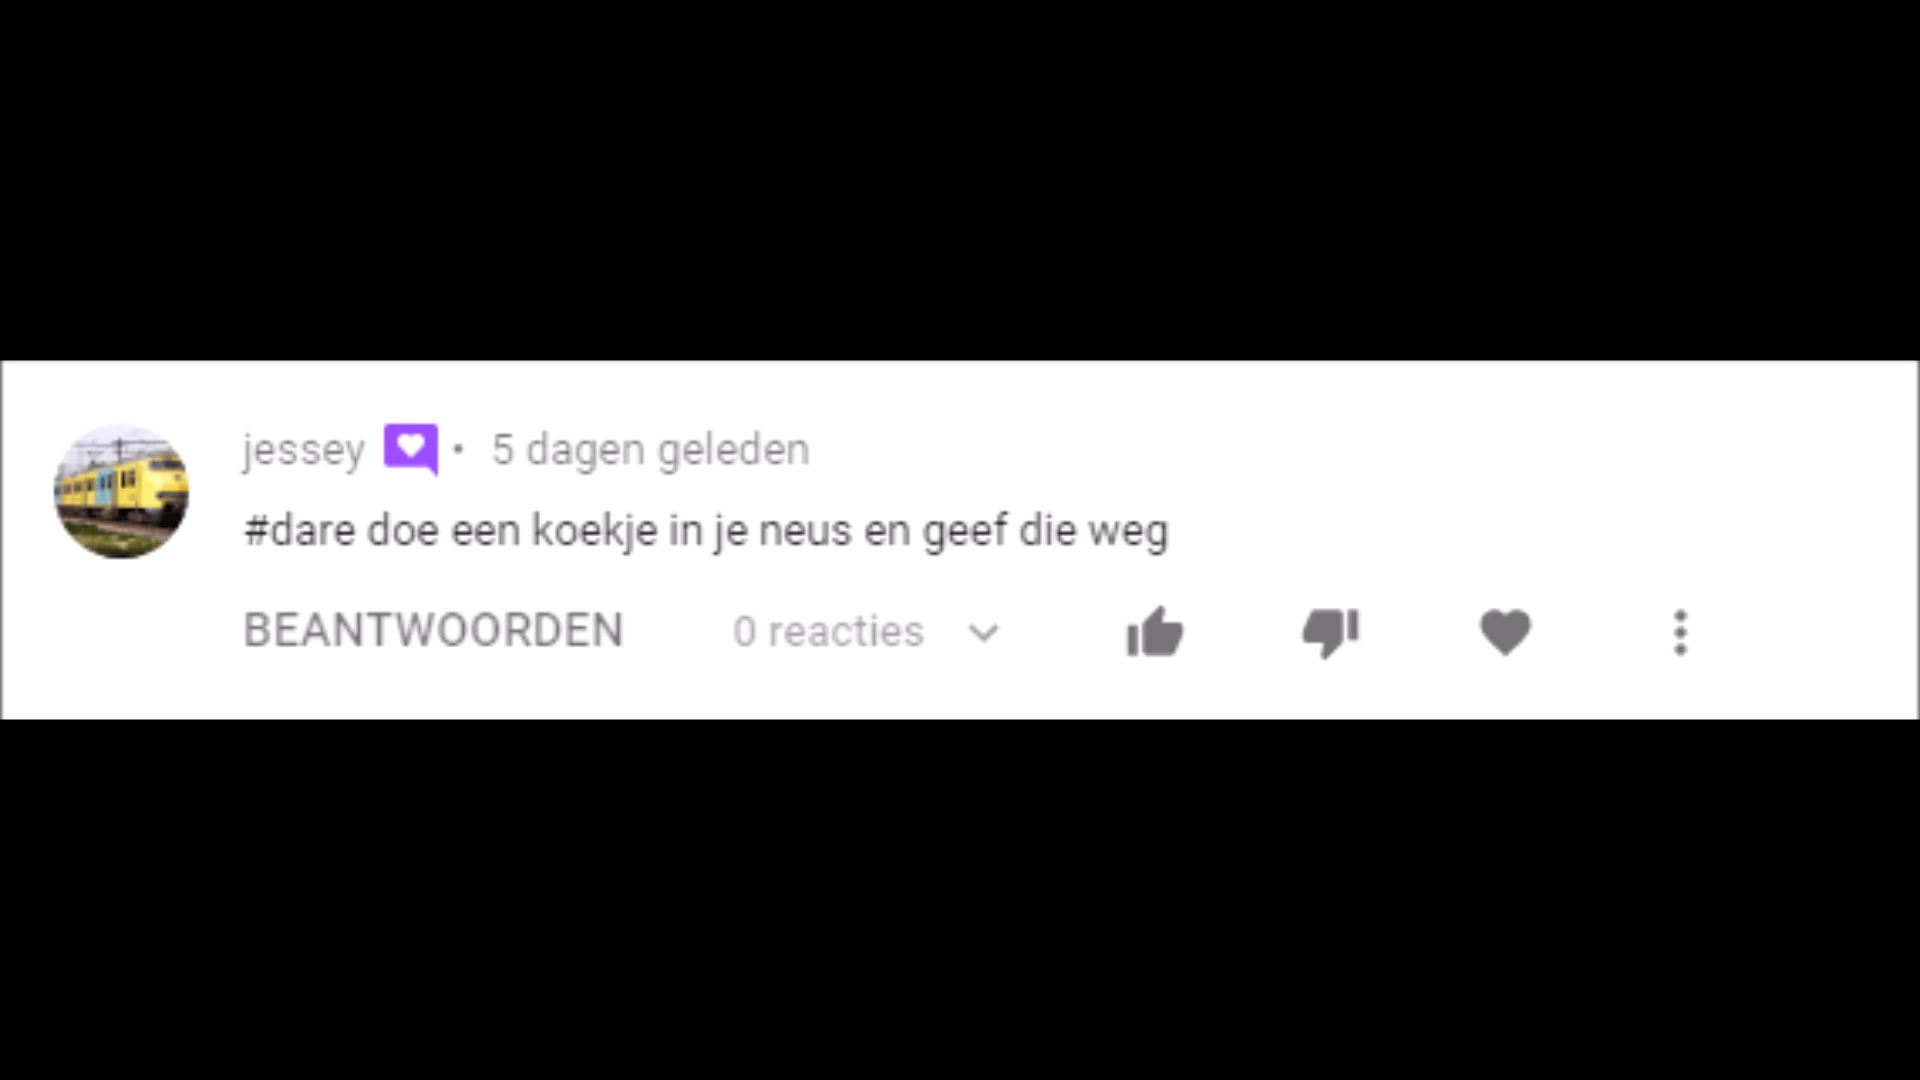 jessey • 5 dagen geleden
#dare doe een koekje in je neus en geef die weg
BEANTWOORDEN 0 reacties